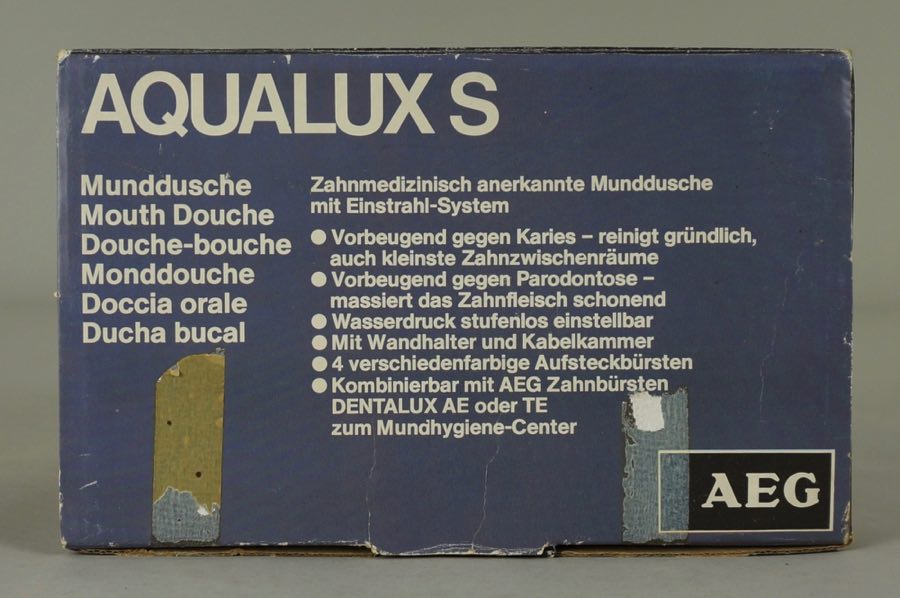 AQUALUX S
Munddusche
Mouth Douche
Douche-bouche
Monddouche
Doccia orale
Ducha bucal
Zahnmedizinisch anerkannte Munddusche
mit Einstrahl-System
● Vorbeugend gegen Karies – reinigt gründlich,
auch kleinste Zahnzwischenräume
● Vorbeugend gegen Parodontose –
massiert das Zahnfleisch schonend
● Wasserdruck stufenlos einstellbar
● Mit Wandhalter und Kabelkammer
● 4 verschiedenfarbige Aufsteckbürsten
● Kombinierbar mit AEG Zahnbürsten
DENTALUX AE oder TE
zum Mundhygiene-Center
AEG